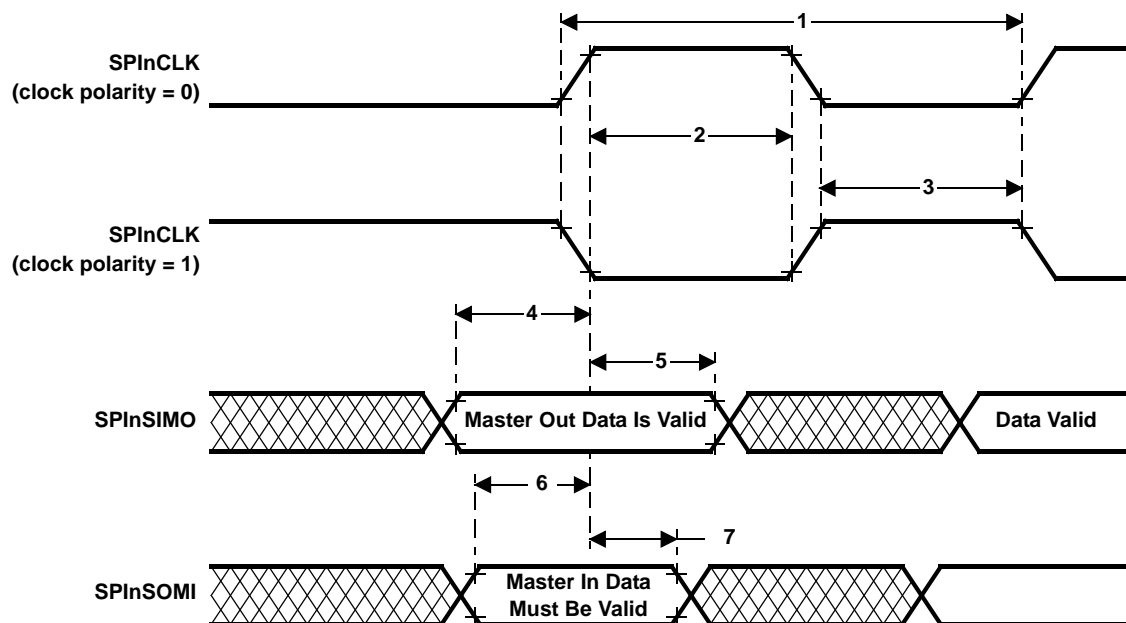 1
SPInCLK
(clock polarity = 0)
2
3
SPInCLK
(clock polarity = 1)
4
5
SPInSIMO
Master Out Data Is Valid
Data Valid
6
7
SPInSOMI
Master In Data
Must Be Valid